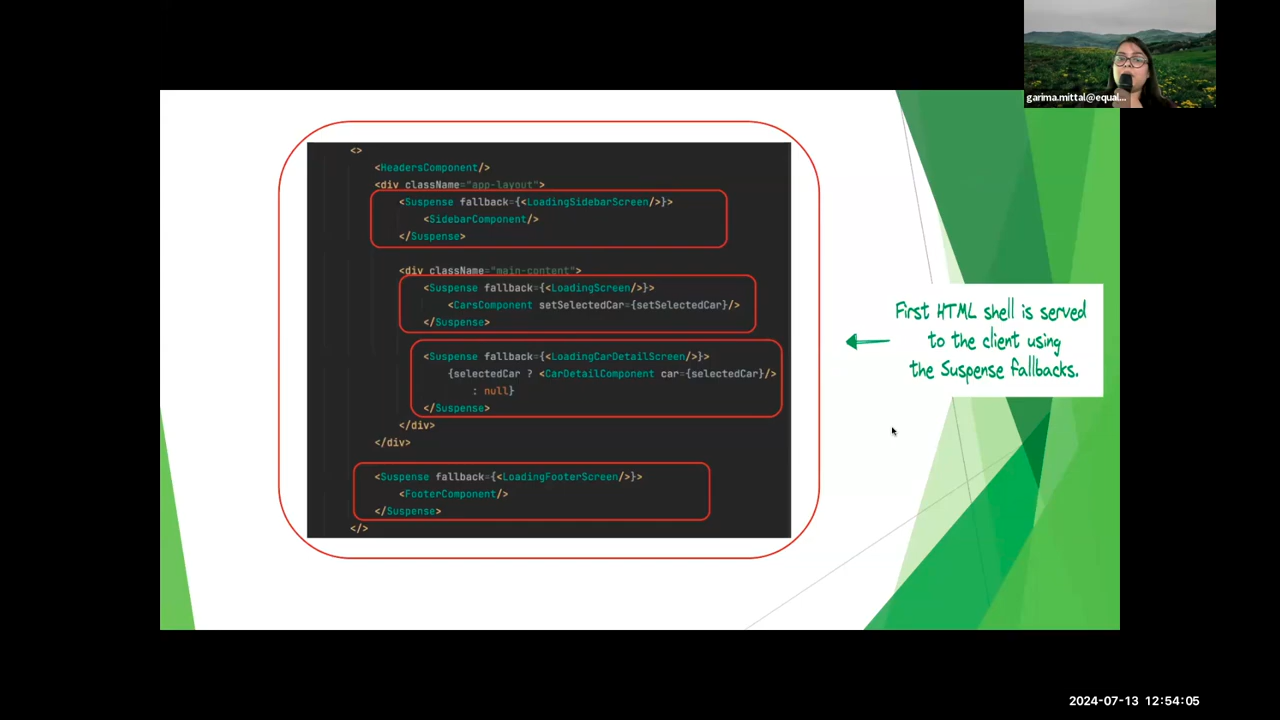 garima.mittal@equal...
<>
<HeadersComponent/>
<div className="app-layout">
<Suspense fallback={<LoadingSidebarScreen/>}>
<SidebarComponent/>
</Suspense>
<div className="main-content">
<Suspense fallback={<LoadingScreen/>}>
<CarsComponent setSelectedCar={setSelectedCar}/>
</Suspense>
<Suspense fallback={<LoadingCarDetailScreen/>}>
{selectedCar ? <CarDetailComponent car={selectedCar}/>
: null}
</Suspense>
</div>
</div>
<Suspense fallback={<LoadingFooterScreen/>}>
<FooterComponent/>
</Suspense>
</>
First HTML shell is served
to the client using
the Suspense fallbacks.
2024-07-13 12:54:05